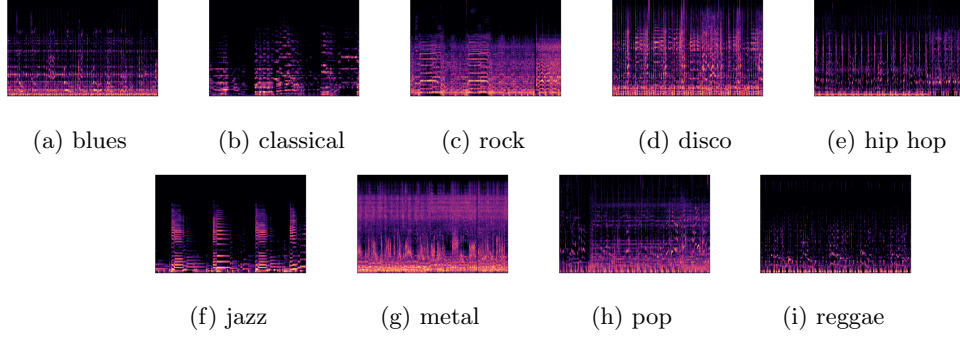 (a) blues (b) classical (c) rock (d) disco (e) hip hop
(f) jazz (g) metal (h) pop (i) reggae